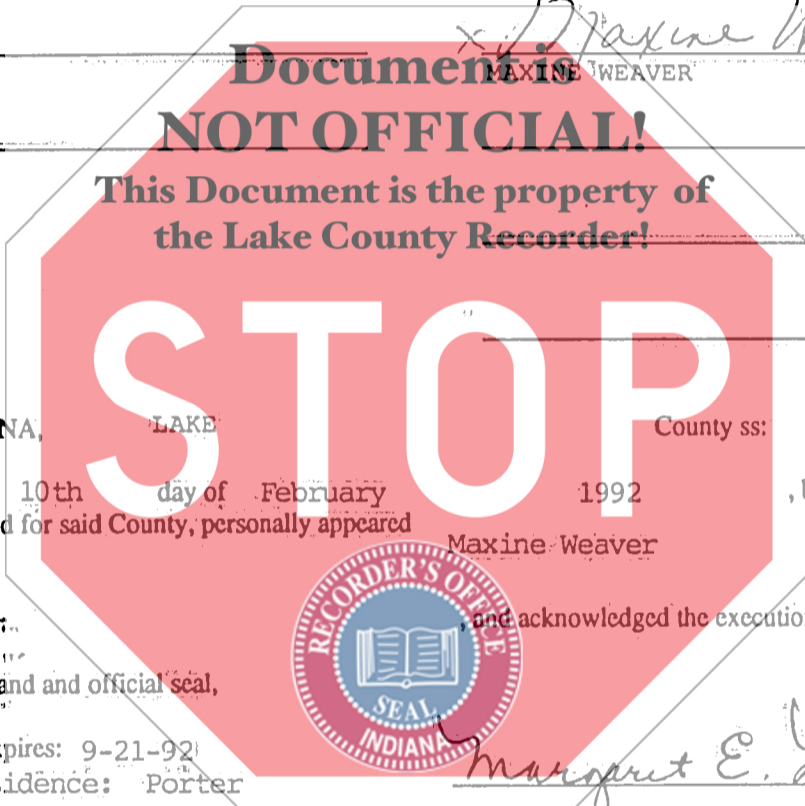 Maxine
Document is
MAXINE WEAVER
NOT OFFICIAL!
This Document is the property of
the Lake County Recorder!
STOP
NA, LAKE County ss:
10th day of February 1992 ,
d for said County, personally appeared
Maxine Weaver
, and acknowledged the executio
and and official seal,
pires: 9-21-92
idence: Porter
Margaret E.
RECORDER'S OFFICE
SEAL
INDIANA